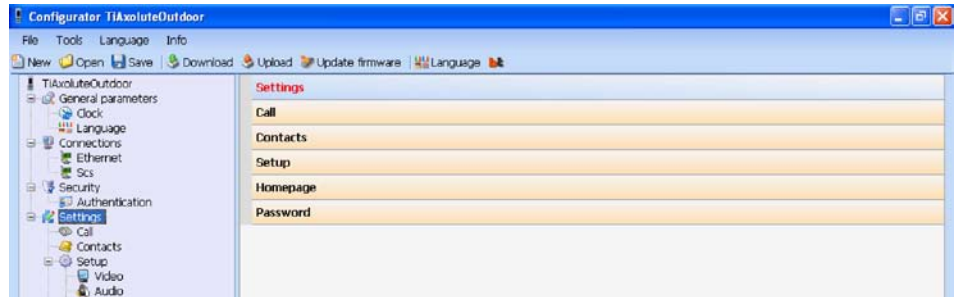 Configurator TiAxoluteOutdoor
File Tools Language Info
New Open Save Download Upload Update firmware Language
TiAxoluteOutdoor
General parameters
Clock
Language
Connections
Ethernet
Scs
Security
Authentication
Settings
Call
Contacts
Setup
Video
Audio
Settings
Call
Contacts
Setup
Homepage
Password